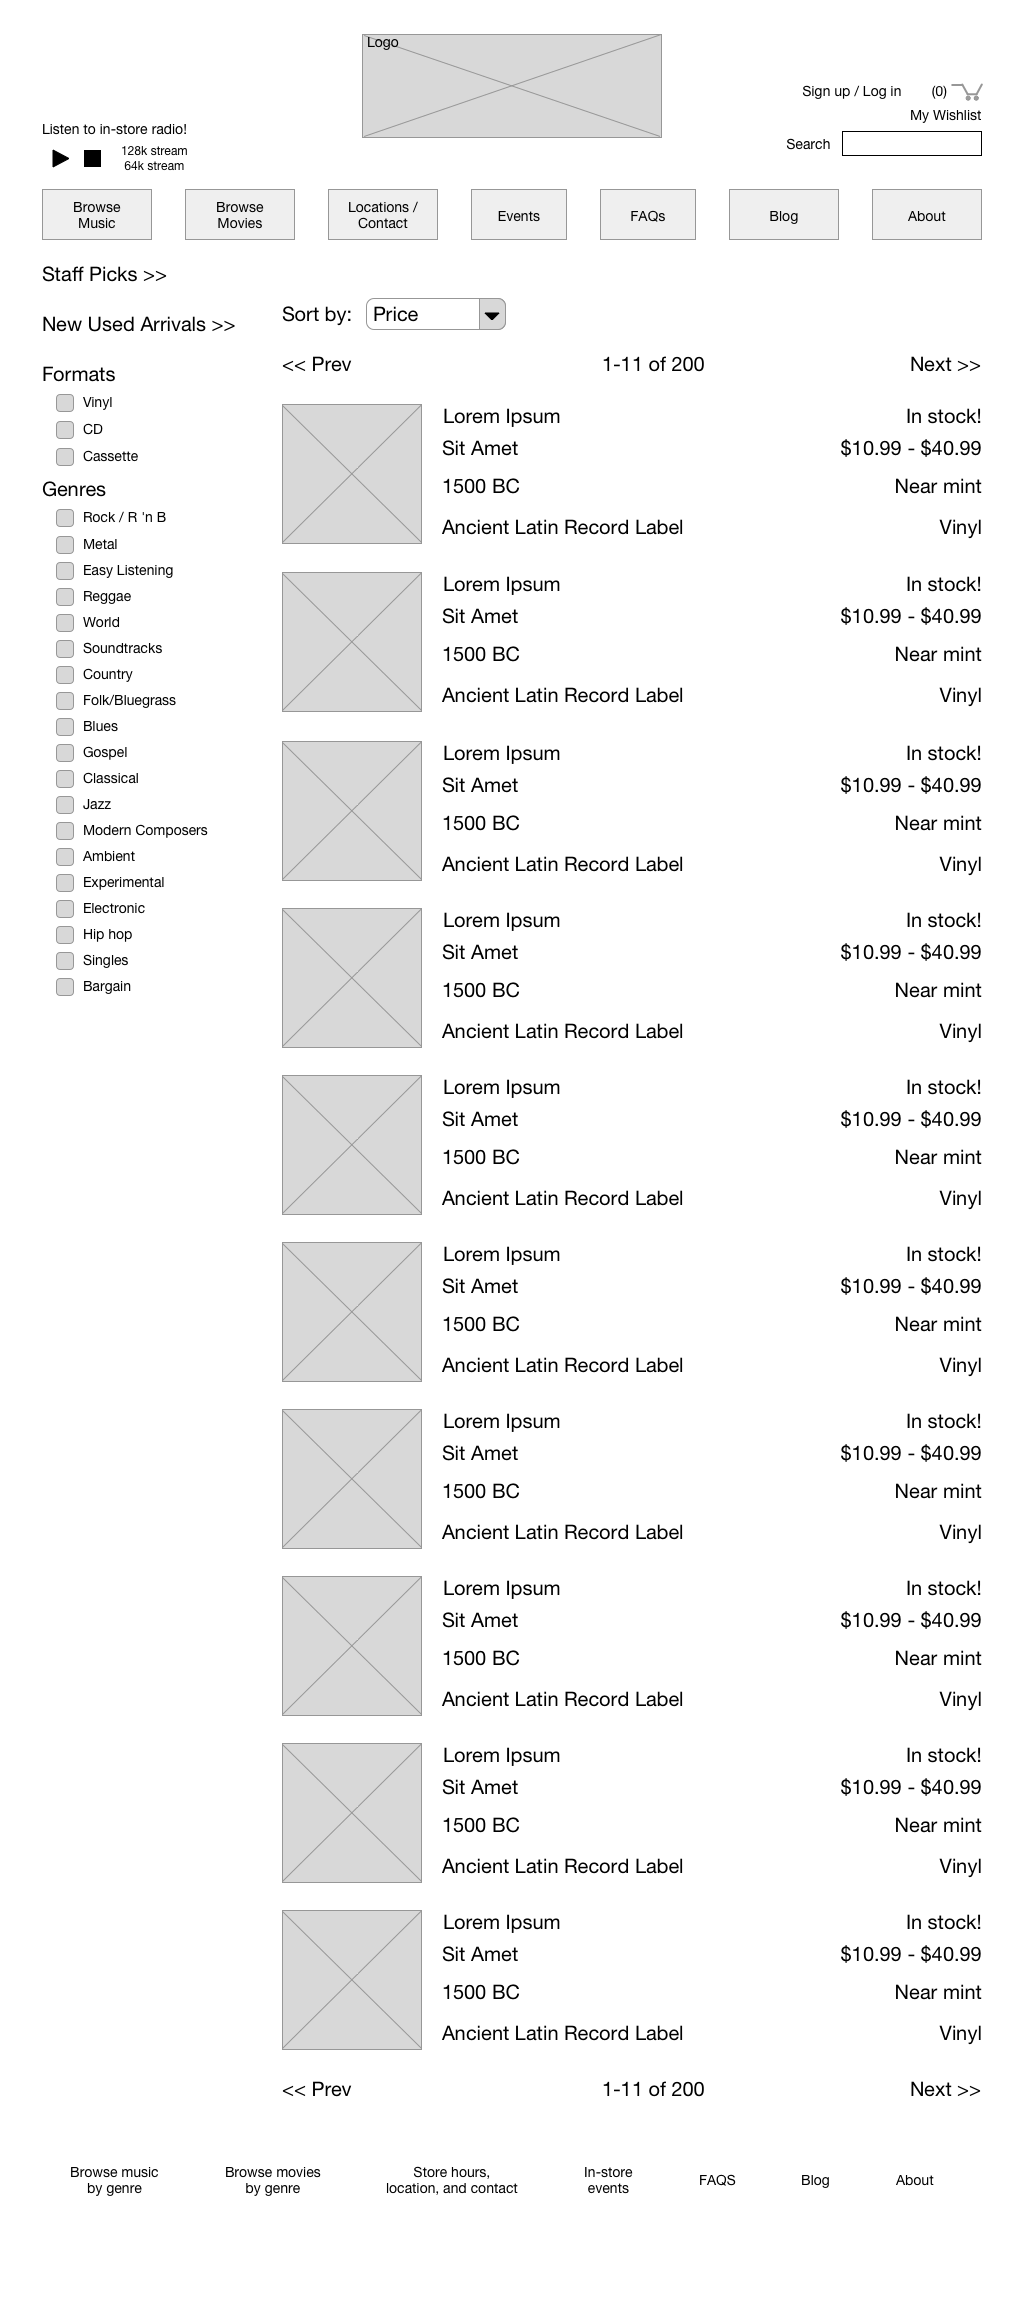 Logo
Sign up / Log in (0)
My Wishlist
Listen to in-store radio!
128k stream
64k stream
Search
Browse
Music
Browse
Movies
Locations /
Contact
Events
FAQs
Blog
About
Staff Picks >>
New Used Arrivals >>
Formats
Vinyl
CD
Cassette
Genres
Rock / R 'n B
Metal
Easy Listening
Reggae
World
Soundtracks
Country
Folk/Bluegrass
Blues
Gospel
Classical
Jazz
Modern Composers
Ambient
Experimental
Electronic
Hip hop
Singles
Bargain
Sort by: Price
<< Prev 1-11 of 200 Next >>
Lorem Ipsum In stock!
Sit Amet $10.99 - $40.99
1500 BC Near mint
Ancient Latin Record Label Vinyl
Lorem Ipsum In stock!
Sit Amet $10.99 - $40.99
1500 BC Near mint
Ancient Latin Record Label Vinyl
Lorem Ipsum In stock!
Sit Amet $10.99 - $40.99
1500 BC Near mint
Ancient Latin Record Label Vinyl
Lorem Ipsum In stock!
Sit Amet $10.99 - $40.99
1500 BC Near mint
Ancient Latin Record Label Vinyl
Lorem Ipsum In stock!
Sit Amet $10.99 - $40.99
1500 BC Near mint
Ancient Latin Record Label Vinyl
Lorem Ipsum In stock!
Sit Amet $10.99 - $40.99
1500 BC Near mint
Ancient Latin Record Label Vinyl
Lorem Ipsum In stock!
Sit Amet $10.99 - $40.99
1500 BC Near mint
Ancient Latin Record Label Vinyl
Lorem Ipsum In stock!
Sit Amet $10.99 - $40.99
1500 BC Near mint
Ancient Latin Record Label Vinyl
Lorem Ipsum In stock!
Sit Amet $10.99 - $40.99
1500 BC Near mint
Ancient Latin Record Label Vinyl
Lorem Ipsum In stock!
Sit Amet $10.99 - $40.99
1500 BC Near mint
Ancient Latin Record Label Vinyl
<< Prev 1-11 of 200 Next >>
Browse music
by genre
Browse movies
by genre
Store hours,
location, and contact
In-store
events
FAQS
Blog
About